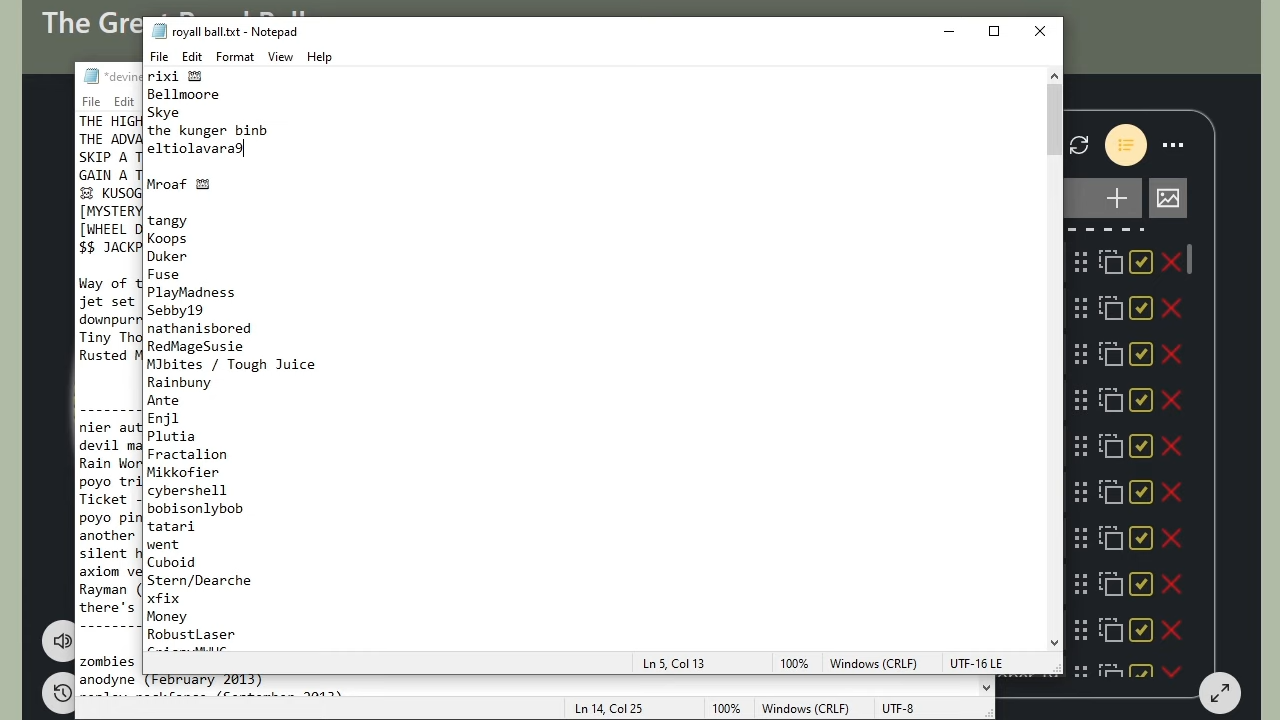 The Gre
royall ball.txt - Notepad
File Edit Format View Help
rixi
Bellmoore
Skye
the kunger binb
eltiolavara9
Mroaf
tangy
Koops
Duker
Fuse
PlayMadness
Sebby19
nathanisbored
RedMageSusie
MJbites / Tough Juice
Rainbuny
Ante
Enjl
Plutia
Fractalion
Mikkofier
cybershell
bobisonlybob
tatari
went
Cuboid
Stern/Dearche
xfix
Money
RobustLaser
Ln 5, Col 13 100% Windows (CRLF) UTF-16 LE
*devine
File Edit
THE HIGH
THE ADVA
SKIP A T
GAIN A T
KUSOG
[MYSTERY
[WHEEL D
$$ JACKP
Way of t
jet set
downpurr
Tiny Tho
Rusted M
---------
nier aut
devil ma
Rain Wor
poyo tri
Ticket -
poyo pin
another
silent h
axiom ve
Rayman (
there's
---------
zombies
anodyne (February 2013)
Ln 14, Col 25 100% Windows (CRLF) UTF-8